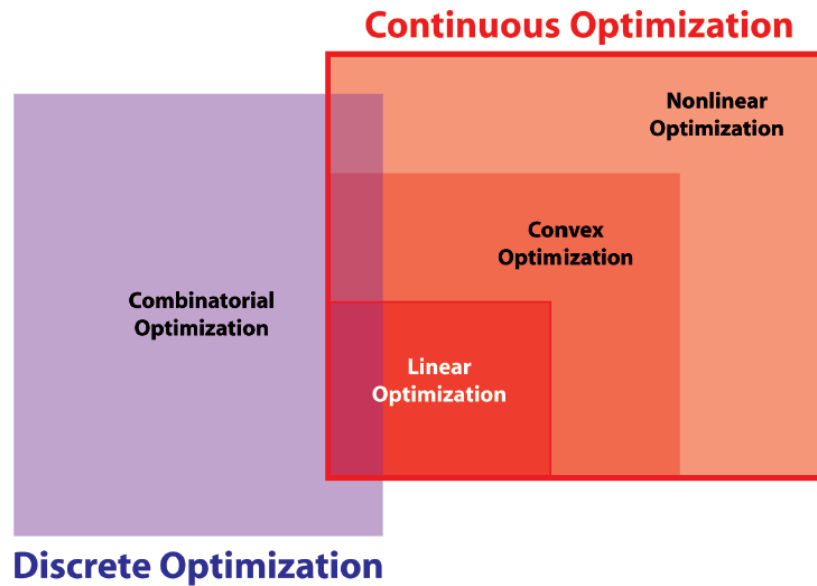 Continuous Optimization
Nonlinear
Optimization
Convex
Optimization
Combinatorial
Optimization
Linear
Optimization
Discrete Optimization